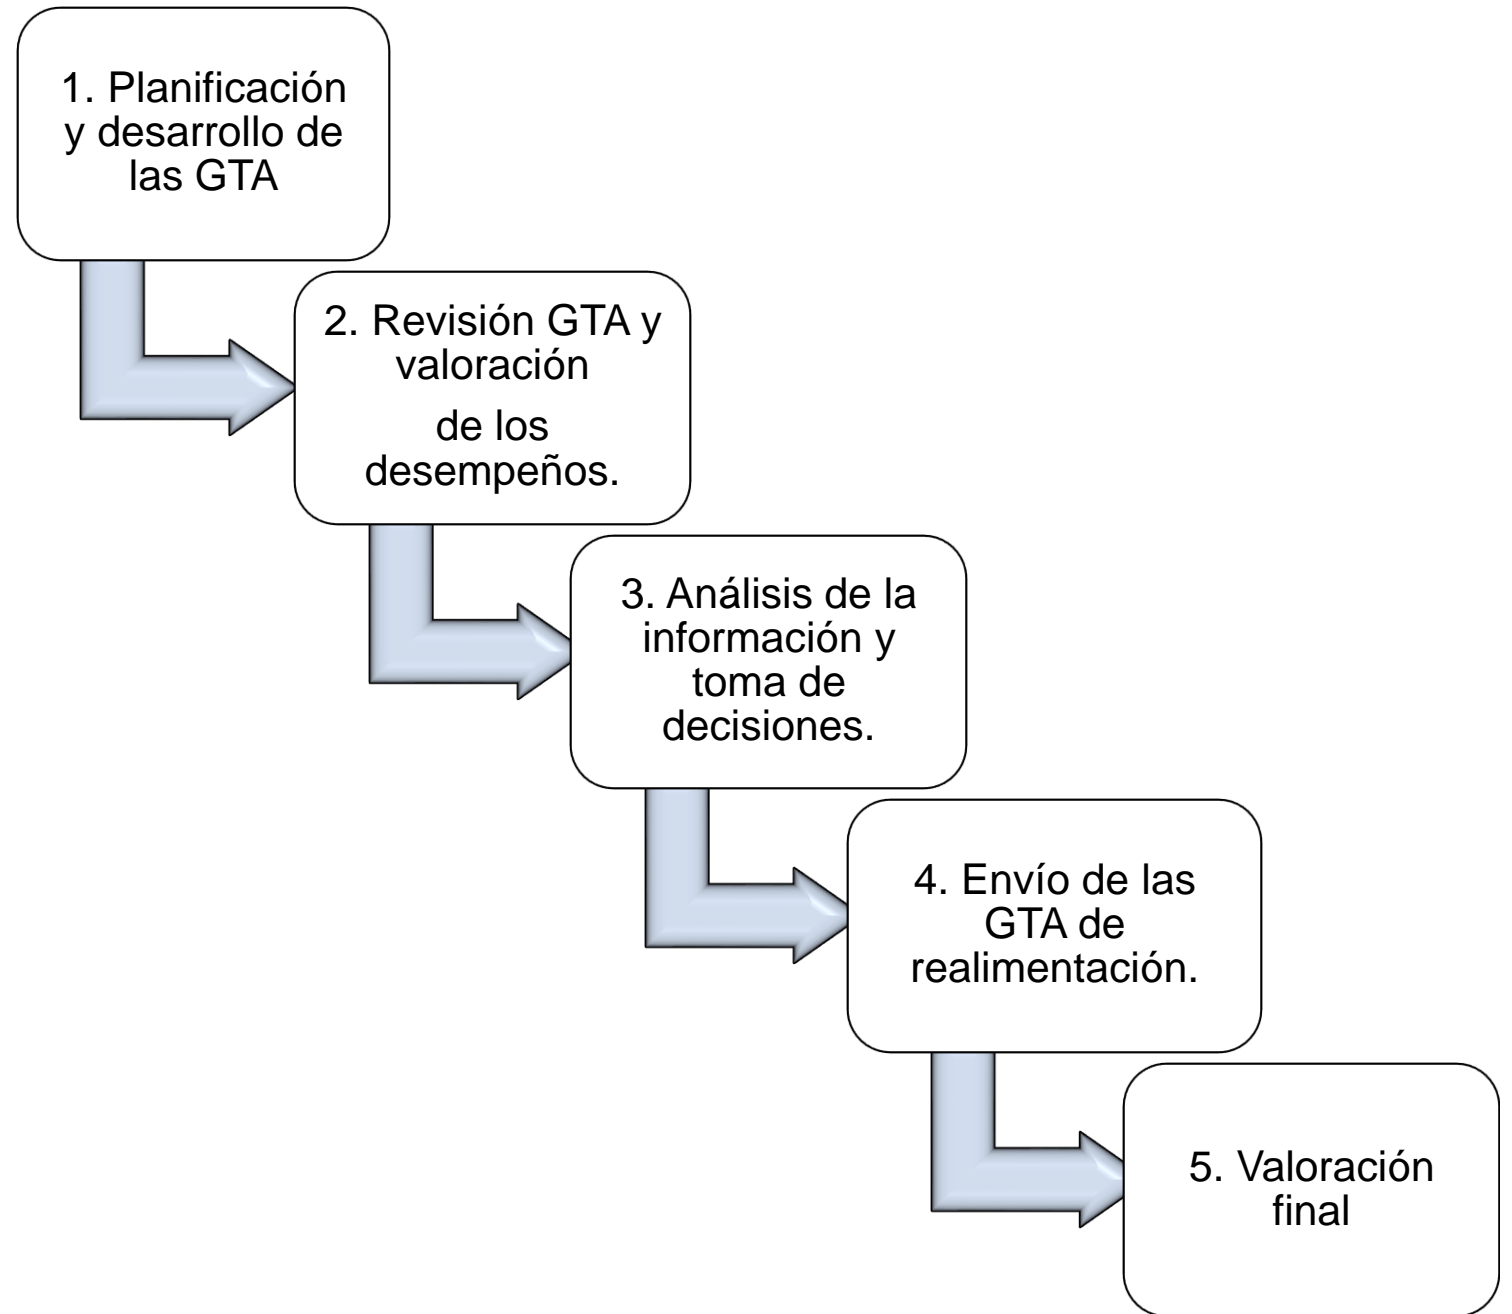 1. Planificación
y desarrollo de
las GTA
2. Revisión GTA y
valoración
de los
desempeños.
3. Análisis de la
información y
toma de
decisiones.
4. Envío de las
GTA de
realimentación.
5. Valoración
final